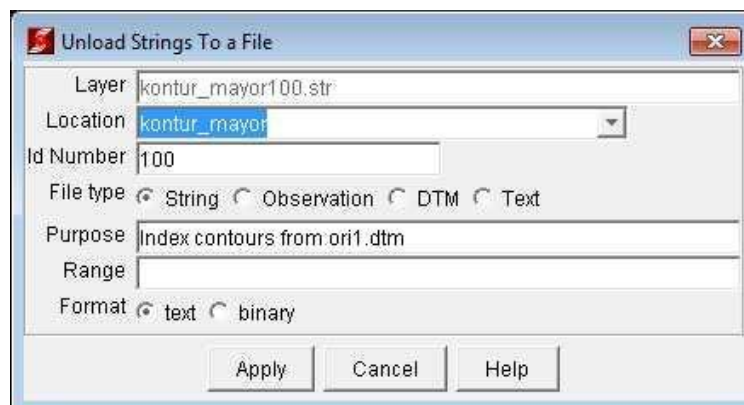 Unload Strings To a File
Layer kontur_mayor100.str
Location kontur_mayor
Id Number 100
File type String Observation DTM Text
Purpose Index contours from ori1.dtm
Range
Format text binary
Apply Cancel Help